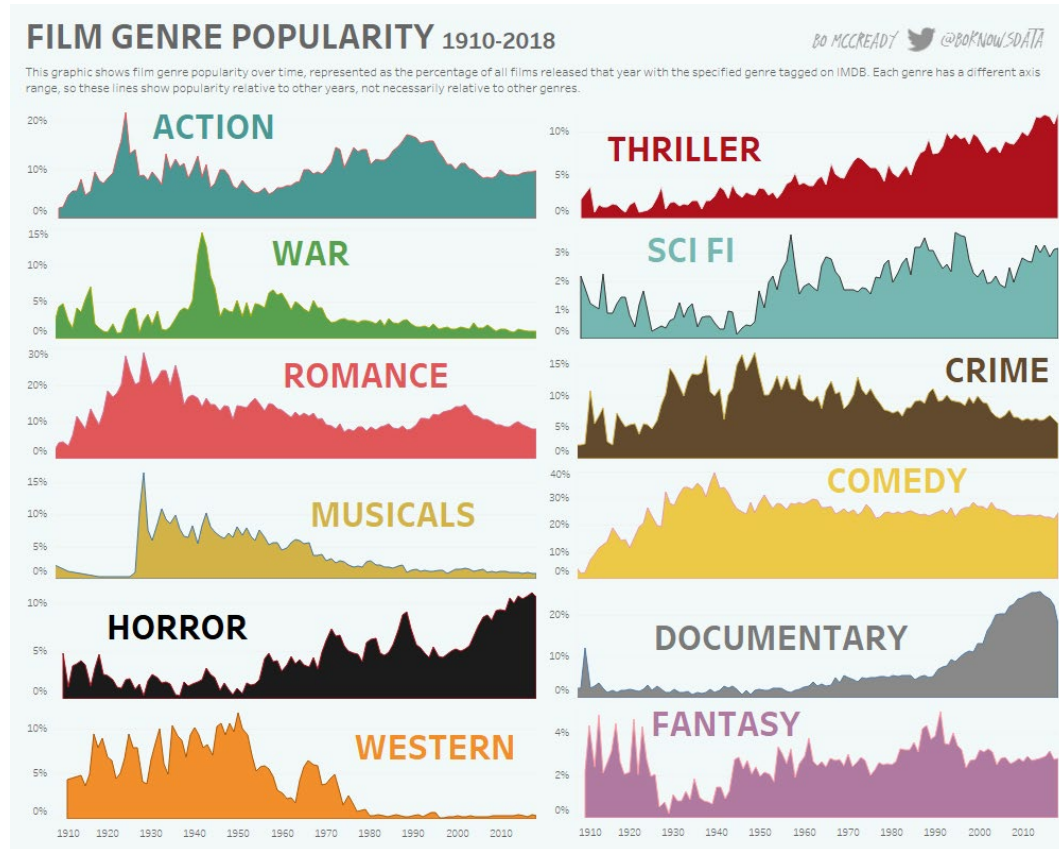 FILM GENRE POPULARITY 1910-2018
BO MCCREADY @BOKNOWSDATA
This graphic shows film genre popularity over time, represented as the percentage of all films released that year with the specified genre tagged on IMDB. Each genre has a different axis
range, so these lines show popularity relative to other years, not necessarily relative to other genres.
ACTION
20%
10%
0%
THRILLER
10%
5%
0%
WAR
15%
10%
5%
0%
SCI FI
3%
2%
1%
0%
ROMANCE
30%
20%
10%
0%
CRIME
15%
10%
5%
0%
MUSICALS
15%
10%
5%
0%
COMEDY
40%
30%
20%
10%
0%
HORROR
10%
5%
0%
DOCUMENTARY
20%
10%
0%
WESTERN
10%
5%
0%
FANTASY
4%
2%
0%
1910 1920 1930 1940 1950 1960 1970 1980 1990 2000 2010
1910 1920 1930 1940 1950 1960 1970 1980 1990 2000 2010